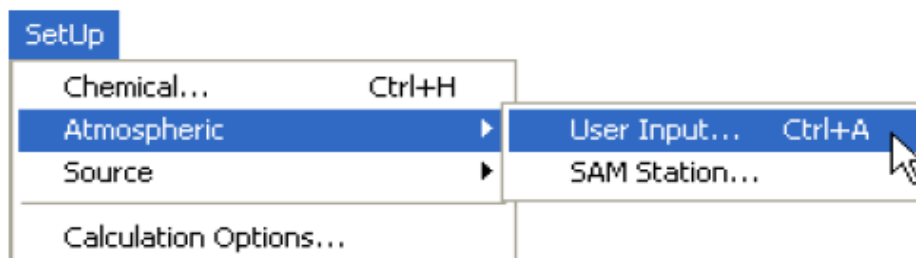 SetUp
Chemical... Ctrl+H
Atmospheric User Input... Ctrl+A
Source SAM Station...
Calculation Options...